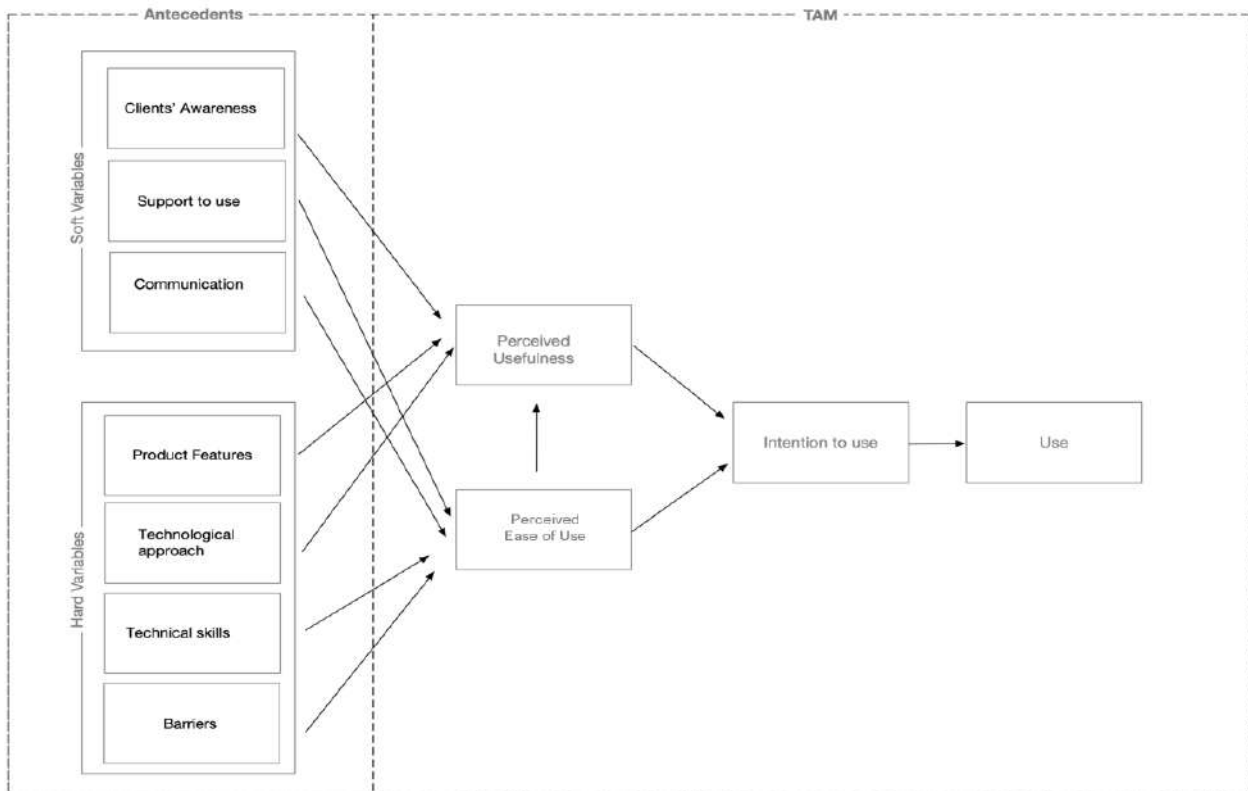 Antecedents
TAM
Soft Variables
Clients' Awareness
Support to use
Communication
Hard Variables
Product Features
Technological
approach
Technical skills
Barriers
Perceived
Usefulness
Perceived
Ease of Use
Intention to use
Use